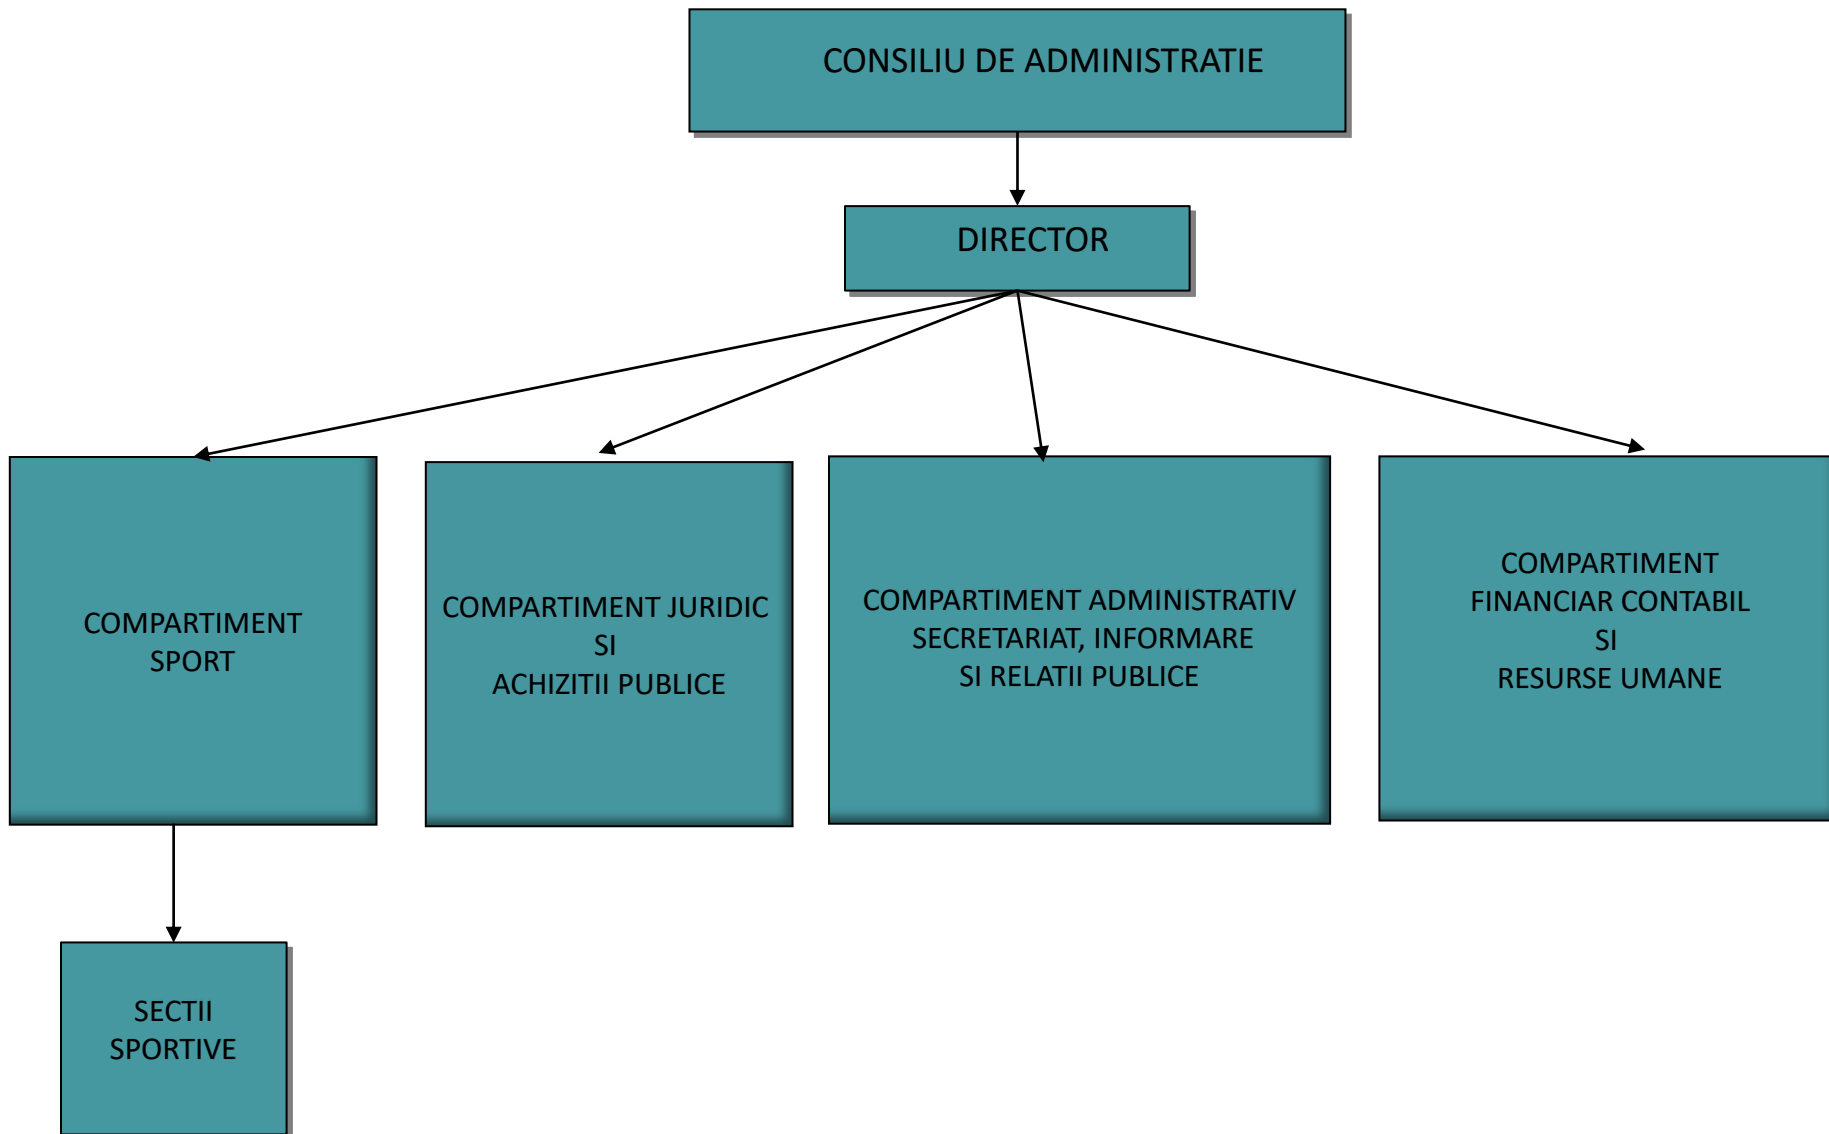 CONSILIU DE ADMINISTRATIE
DIRECTOR
COMPARTIMENT
SPORT
COMPARTIMENT JURIDIC
SI
ACHIZITII PUBLICE
COMPARTIMENT ADMINISTRATIV
SECRETARIAT, INFORMARE
SI RELATII PUBLICE
COMPARTIMENT
FINANCIAR CONTABIL
SI
RESURSE UMANE
SECTII
SPORTIVE